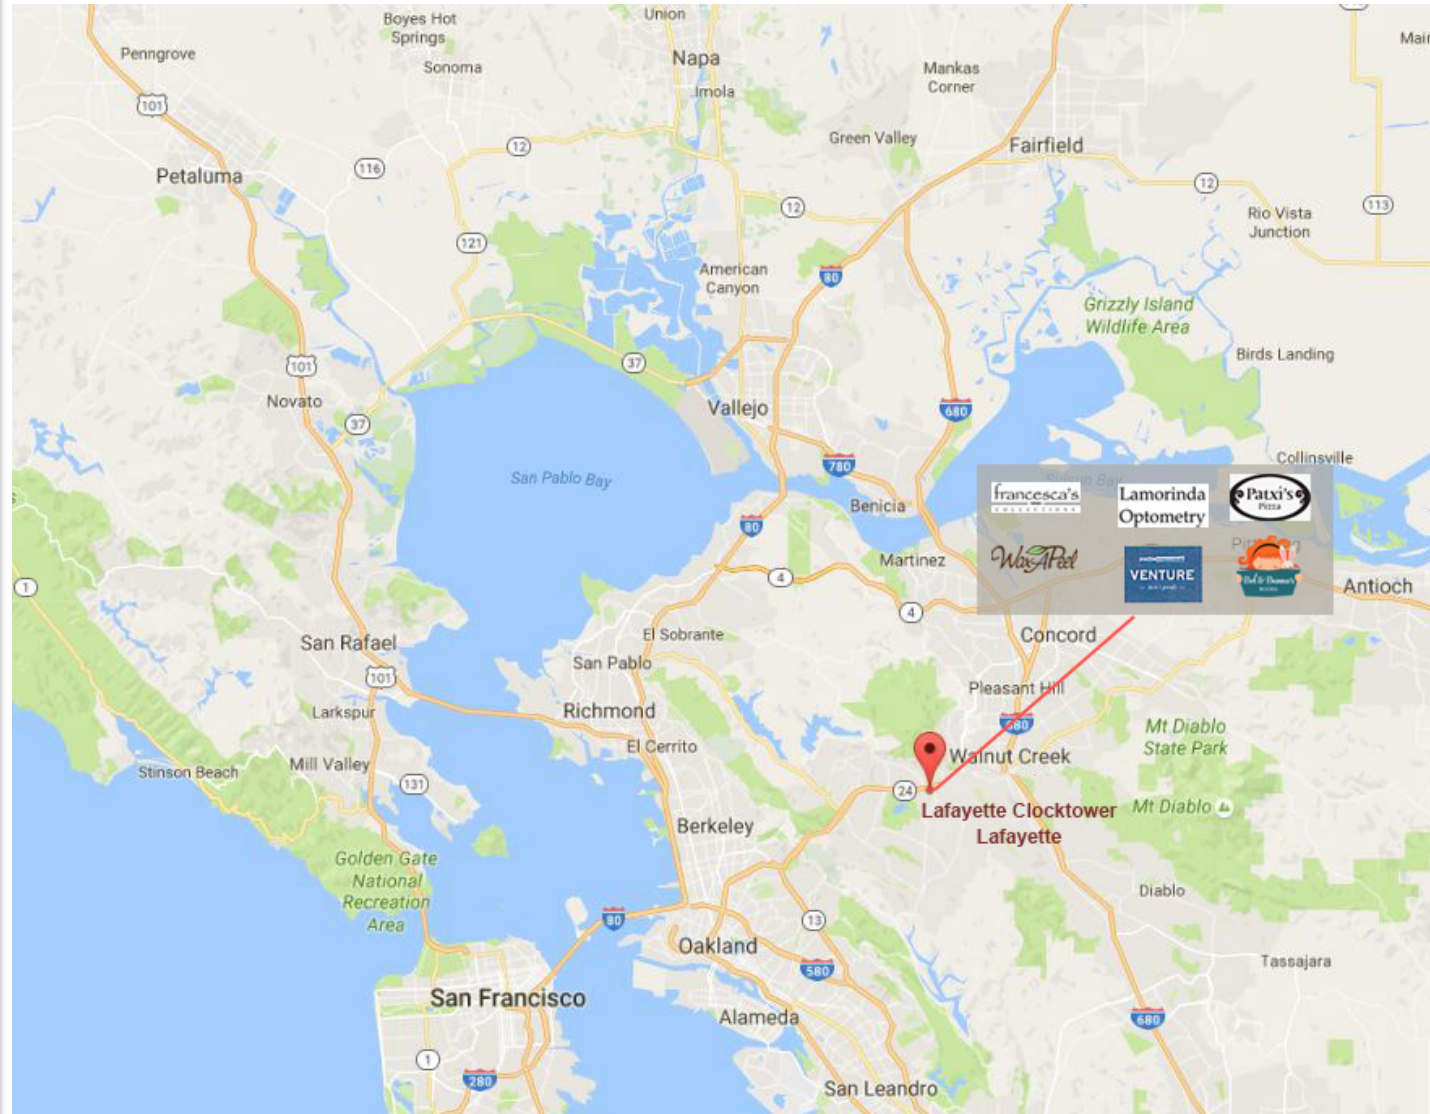 Union
Boyes Hot
Springs
Penngrove
Napa
Sonoma
Mankas
Corner
Imola
101
12
Green Valley
Fairfield
116
Petaluma
12
113
12
Rio Vista
Junction
121
American
Canyon
80
Grizzly Island
Wildlife Area
37
101
Birds Landing
Novato
Vallejo
680
37
Collinsville
780
San Pablo Bay
francesca's
COLLECTIONS
Lamorinda
Optometry
Patxi's
Pizza
Benicia
80
Martinez
WaxAPeel
VENTURE
Bel & Bunna's
BOOKS
4
1
Antioch
4
El Sobrante
Concord
San Rafael
San Pablo
101
Pleasant Hill
Larkspur
Richmond
680
Mt Diablo
State Park
El Cerrito
Walnut Creek
Mill Valley
Stinson Beach
131
24
Mt Diablo
Lafayette Clocktower
Lafayette
Berkeley
Golden Gate
National
Recreation
Area
Diablo
80
13
Oakland
580
Tassajara
San Francisco
Alameda
680
1
280
San Leandro